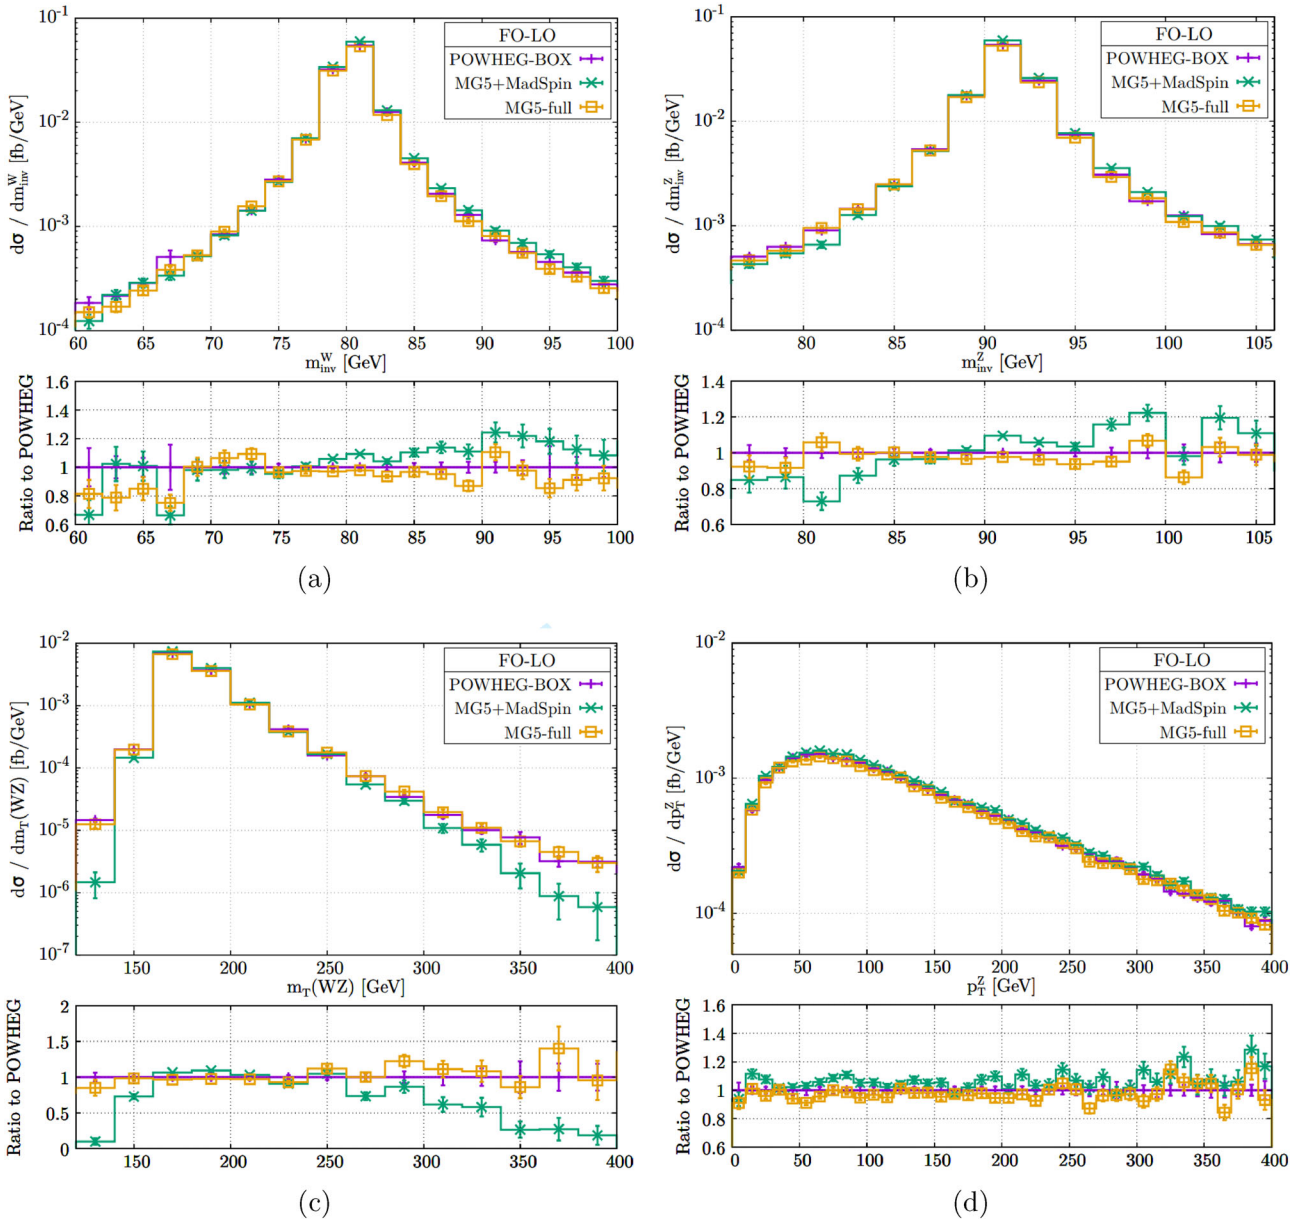 10^-1
10^-2
10^-3
10^-4
dσ / dm^W_inv [fb/GeV]
FO-LO
POWHEG-BOX
MG5+MadSpin
MG5-full
60 65 70 75 80 85 90 95 100
m^W_inv [GeV]
1.6
1.4
1.2
1
0.8
0.6
Ratio to POWHEG
60 65 70 75 80 85 90 95 100
(a)
10^-1
10^-2
10^-3
10^-4
dσ / dm^Z_inv [fb/GeV]
FO-LO
POWHEG-BOX
MG5+MadSpin
MG5-full
80 85 90 95 100 105
m^Z_inv [GeV]
1.4
1.2
1
0.8
0.6
Ratio to POWHEG
80 85 90 95 100 105
(b)
10^-2
10^-3
10^-4
10^-5
10^-6
10^-7
dσ / dm_T(WZ) [fb/GeV]
FO-LO
POWHEG-BOX
MG5+MadSpin
MG5-full
150 200 250 300 350 400
m_T(WZ) [GeV]
2
1.5
1
0.5
0
Ratio to POWHEG
150 200 250 300 350 400
(c)
10^-2
10^-3
10^-4
dσ / dp^Z_T [fb/GeV]
FO-LO
POWHEG-BOX
MG5+MadSpin
MG5-full
0 50 100 150 200 250 300 350 400
p^Z_T [GeV]
1.6
1.4
1.2
1
0.8
0.6
Ratio to POWHEG
0 50 100 150 200 250 300 350 400
(d)